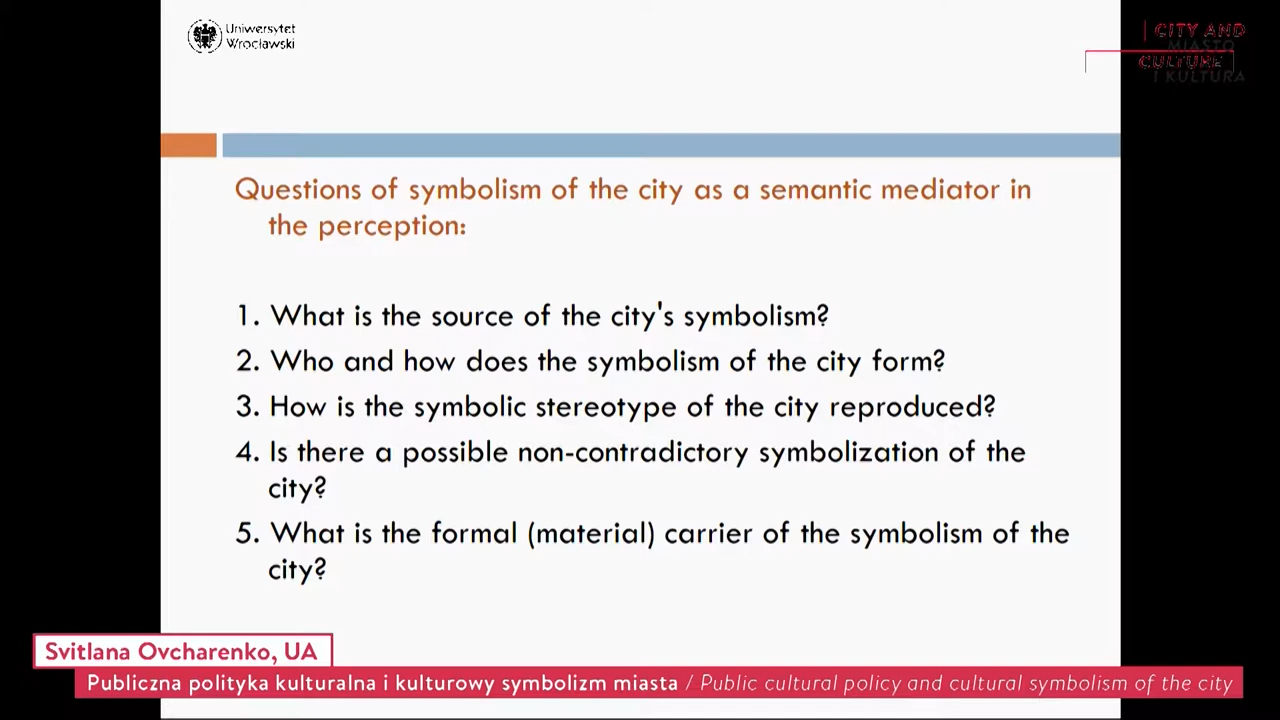 Uniwersytet
Wrocławski
CITY AND
MIASTO
CULTURE
I KULTURA
Questions of symbolism of the city as a semantic mediator in
the perception:
1. What is the source of the city's symbolism?
2. Who and how does the symbolism of the city form?
3. How is the symbolic stereotype of the city reproduced?
4. Is there a possible non-contradictory symbolization of the
city?
5. What is the formal (material) carrier of the symbolism of the
city?
Svitlana Ovcharenko, UA
Publiczna polityka kulturalna i kulturowy symbolizm miasta / Public cultural policy and cultural symbolism of the city